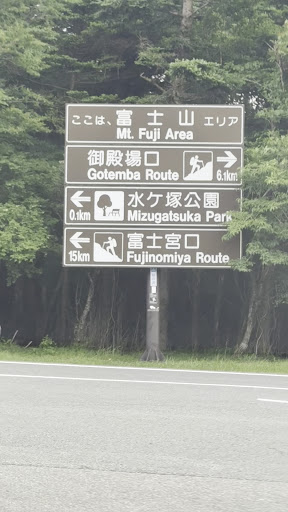 ここは、富士山エリア
Mt. Fuji Area
御殿場口
Gotemba Route 6.1km
水ケ塚公園
0.1km Mizugatsuka Park
富士宮口
15km Fujinomiya Route